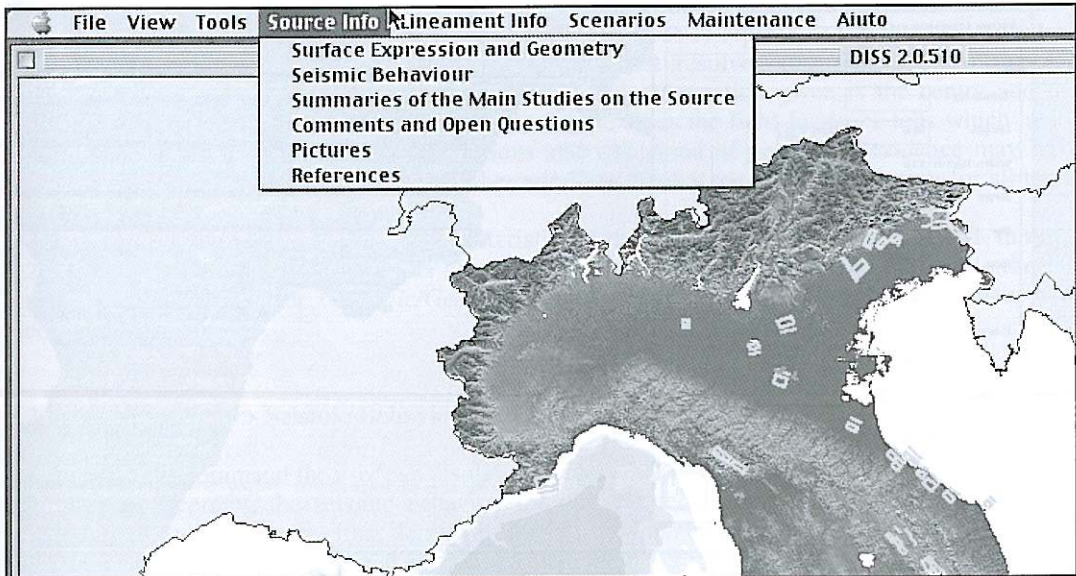 File View Tools Source Info Lineament Info Scenarios Maintenance Aiuto
DISS 2.0.510
Surface Expression and Geometry
Seismic Behaviour
Summaries of the Main Studies on the Source
Comments and Open Questions
Pictures
References